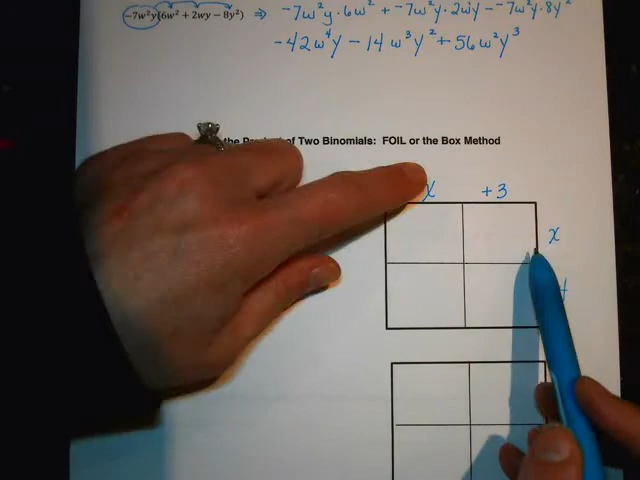 -7w²y(6w² + 2wy − 8y²) ⇒ -7w²y·6w² + -7w²y·2wy − -7w²y·8y²
-42w⁴y − 14w³y² + 56w²y³
the of Two Binomials: FOIL or the Box Method
x +3
x